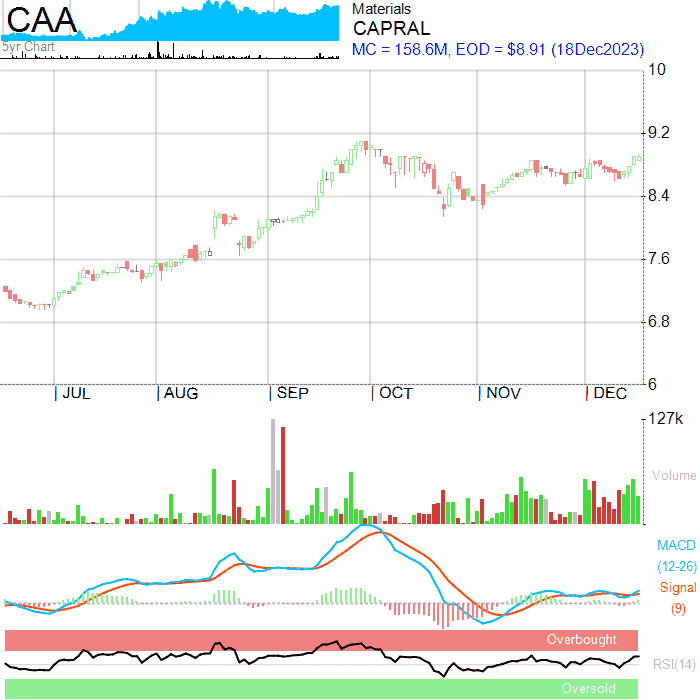 CAA
5yr Chart
Materials
CAPRAL
MC = 158.6M, EOD = $8.91 (18Dec2023)
10
9.2
8.4
7.6
6.8
6
JUL AUG SEP OCT NOV DEC
127k
Volume
MACD
(12-26)
Signal
(9)
Overbought
RSI(14)
Oversold